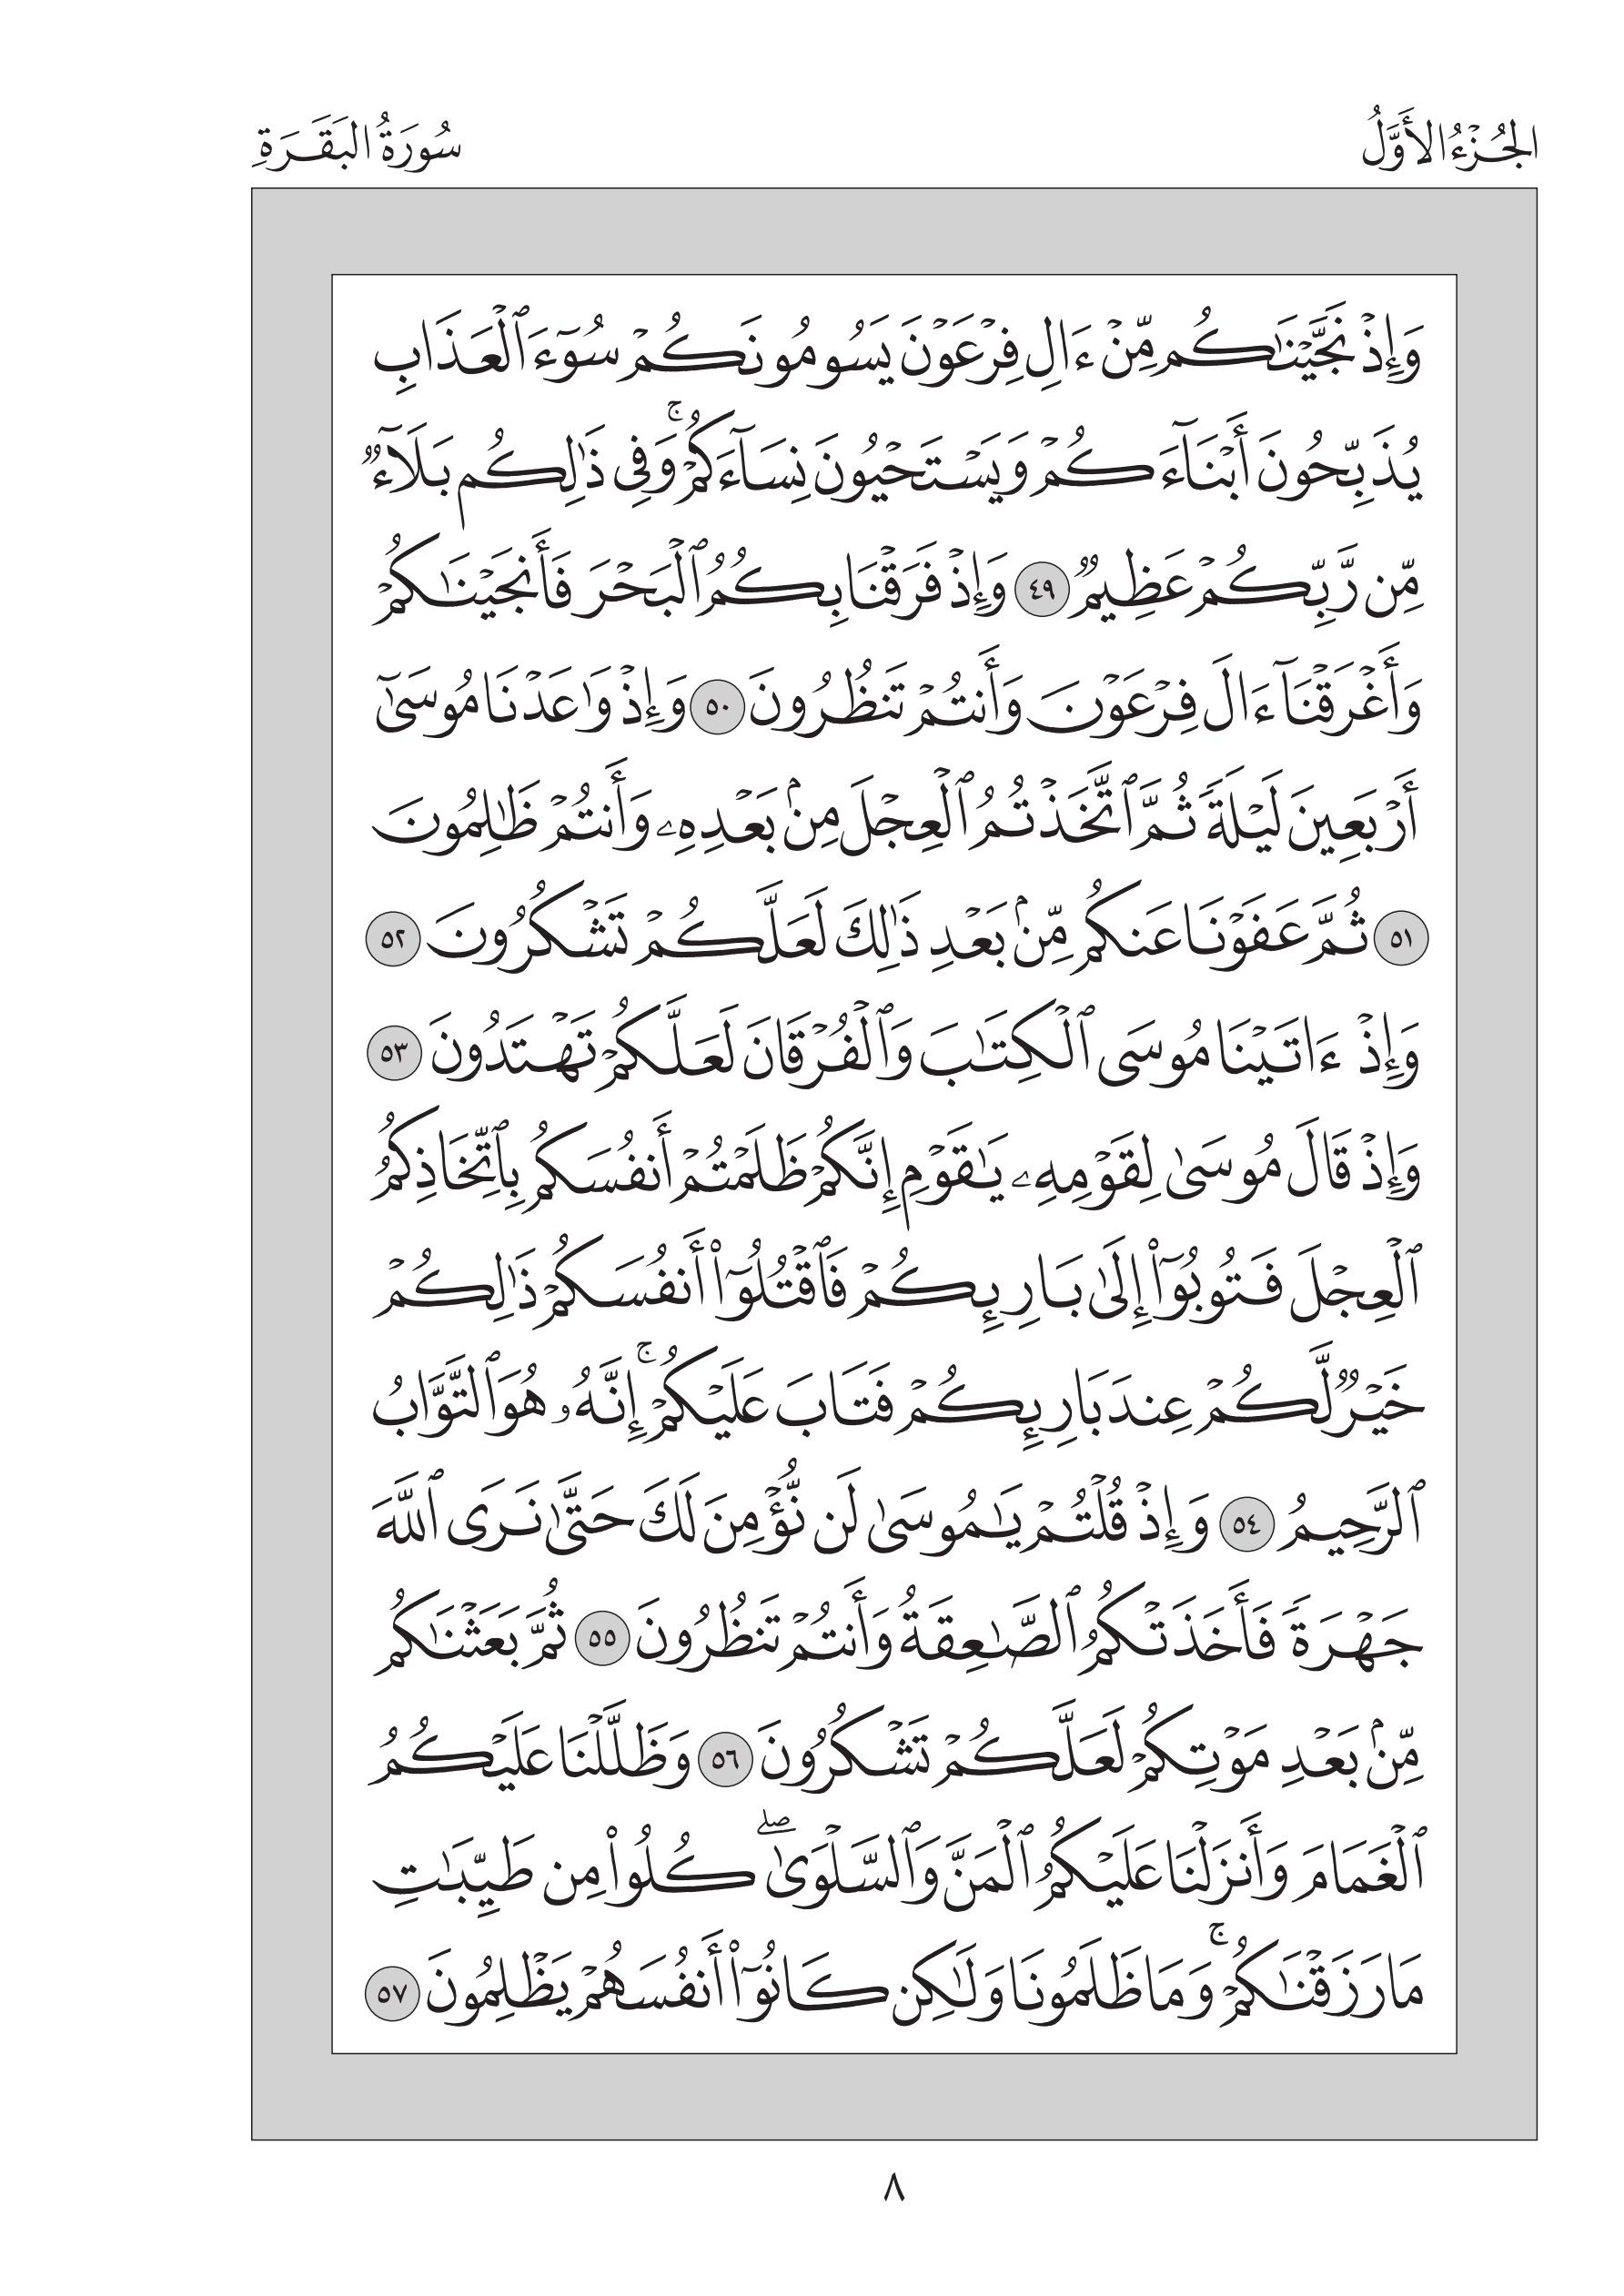 الجُزْءُ الأَوَّلُ
سُورَةُ البَقَرَةِ
وَإِذْ نَجَّيْنَٰكُم مِّنْ ءَالِ فِرْعَوْنَ يَسُومُونَكُمْ سُوٓءَ ٱلْعَذَابِ
يُذَبِّحُونَ أَبْنَآءَكُمْ وَيَسْتَحْيُونَ نِسَآءَكُمْ ۚ وَفِى ذَٰلِكُم بَلَآءٌ
مِّن رَّبِّكُمْ عَظِيمٌ ٤٩ وَإِذْ فَرَقْنَا بِكُمُ ٱلْبَحْرَ فَأَنجَيْنَٰكُمْ
وَأَغْرَقْنَآ ءَالَ فِرْعَوْنَ وَأَنتُمْ تَنظُرُونَ ٥٠ وَإِذْ وَٰعَدْنَا مُوسَىٰٓ
أَرْبَعِينَ لَيْلَةً ثُمَّ ٱتَّخَذْتُمُ ٱلْعِجْلَ مِنۢ بَعْدِهِۦ وَأَنتُمْ ظَٰلِمُونَ
٥١ ثُمَّ عَفَوْنَا عَنكُم مِّنۢ بَعْدِ ذَٰلِكَ لَعَلَّكُمْ تَشْكُرُونَ ٥٢
وَإِذْ ءَاتَيْنَا مُوسَى ٱلْكِتَٰبَ وَٱلْفُرْقَانَ لَعَلَّكُمْ تَهْتَدُونَ ٥٣
وَإِذْ قَالَ مُوسَىٰ لِقَوْمِهِۦ يَٰقَوْمِ إِنَّكُمْ ظَلَمْتُمْ أَنفُسَكُم بِٱتِّخَاذِكُمُ
ٱلْعِجْلَ فَتُوبُوٓا۟ إِلَىٰ بَارِئِكُمْ فَٱقْتُلُوٓا۟ أَنفُسَكُمْ ذَٰلِكُمْ
خَيْرٌ لَّكُمْ عِندَ بَارِئِكُمْ فَتَابَ عَلَيْكُمْ ۚ إِنَّهُۥ هُوَ ٱلتَّوَّابُ
ٱلرَّحِيمُ ٥٤ وَإِذْ قُلْتُمْ يَٰمُوسَىٰ لَن نُّؤْمِنَ لَكَ حَتَّىٰ نَرَى ٱللَّهَ
جَهْرَةً فَأَخَذَتْكُمُ ٱلصَّٰعِقَةُ وَأَنتُمْ تَنظُرُونَ ٥٥ ثُمَّ بَعَثْنَٰكُم
مِّنۢ بَعْدِ مَوْتِكُمْ لَعَلَّكُمْ تَشْكُرُونَ ٥٦ وَظَلَّلْنَا عَلَيْكُمُ
ٱلْغَمَامَ وَأَنزَلْنَا عَلَيْكُمُ ٱلْمَنَّ وَٱلسَّلْوَىٰ ۖ كُلُوا۟ مِن طَيِّبَٰتِ
مَا رَزَقْنَٰكُمْ ۚ وَمَا ظَلَمُونَا وَلَٰكِن كَانُوٓا۟ أَنفُسَهُمْ يَظْلِمُونَ ٥٧
٨